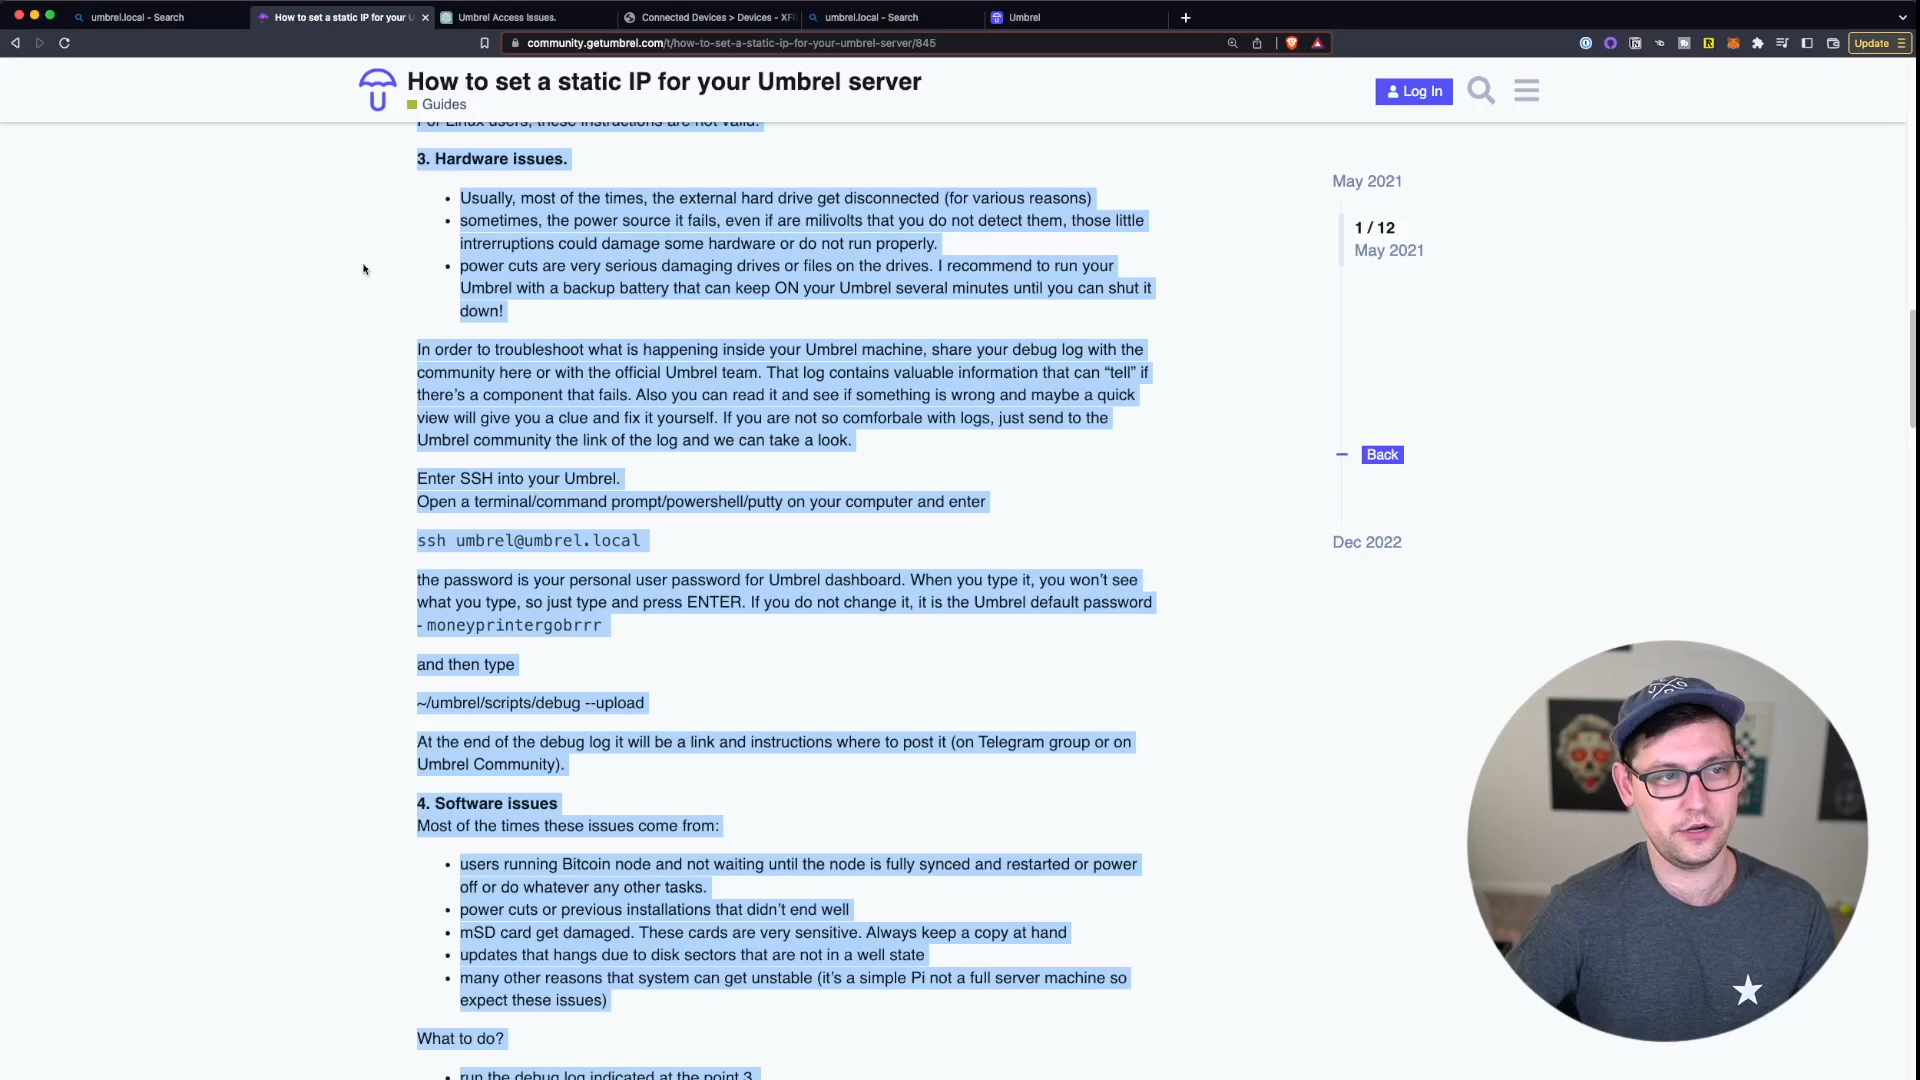 umbrel.local - Search
How to set a static IP for your U
Umbrel Access Issues.
Connected Devices > Devices - XFI
umbrel.local - Search
Umbrel
community.getumbrel.com/t/how-to-set-a-static-ip-for-your-umbrel-server/845
Update
How to set a static IP for your Umbrel server
Guides
Log In
For Linux users, these instructions are not valid.
3. Hardware issues.
• Usually, most of the times, the external hard drive get disconnected (for various reasons)
• sometimes, the power source it fails, even if are milivolts that you do not detect them, those little
intrerruptions could damage some hardware or do not run properly.
• power cuts are very serious damaging drives or files on the drives. I recommend to run your
Umbrel with a backup battery that can keep ON your Umbrel several minutes until you can shut it
down!
In order to troubleshoot what is happening inside your Umbrel machine, share your debug log with the
community here or with the official Umbrel team. That log contains valuable information that can “tell” if
there’s a component that fails. Also you can read it and see if something is wrong and maybe a quick
view will give you a clue and fix it yourself. If you are not so comforbale with logs, just send to the
Umbrel community the link of the log and we can take a look.
Enter SSH into your Umbrel.
Open a terminal/command prompt/powershell/putty on your computer and enter
ssh umbrel@umbrel.local
the password is your personal user password for Umbrel dashboard. When you type it, you won’t see
what you type, so just type and press ENTER. If you do not change it, it is the Umbrel default password
- moneyprintergobrrr
and then type
~/umbrel/scripts/debug --upload
At the end of the debug log it will be a link and instructions where to post it (on Telegram group or on
Umbrel Community).
4. Software issues
Most of the times these issues come from:
• users running Bitcoin node and not waiting until the node is fully synced and restarted or power
off or do whatever any other tasks.
• power cuts or previous installations that didn’t end well
• mSD card get damaged. These cards are very sensitive. Always keep a copy at hand
• updates that hangs due to disk sectors that are not in a well state
• many other reasons that system can get unstable (it’s a simple Pi not a full server machine so
expect these issues)
What to do?
• run the debug log indicated at the point 3.
May 2021
1 / 12
May 2021
Back
Dec 2022